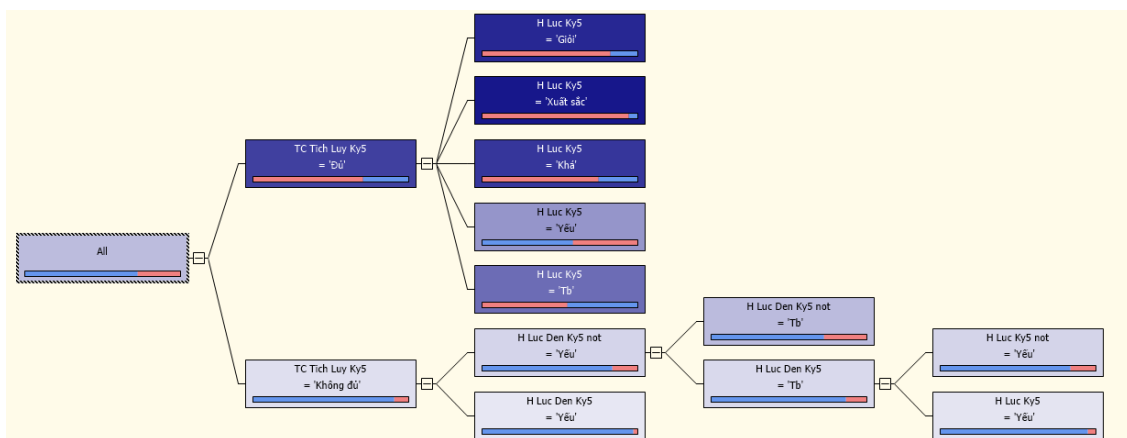 H Luc Ky5
= 'Giỏi'
H Luc Ky5
= 'Xuất sắc'
TC Tich Luy Ky5
= 'Đủ'
H Luc Ky5
= 'Khá'
H Luc Ky5
= 'Yếu'
All
H Luc Ky5
= 'Tb'
H Luc Den Ky5 not
= 'Tb'
TC Tich Luy Ky5
= 'Không đủ'
H Luc Den Ky5 not
= 'Yếu'
H Luc Den Ky5
= 'Tb'
H Luc Ky5 not
= 'Yếu'
H Luc Den Ky5
= 'Yếu'
H Luc Ky5
= 'Yếu'